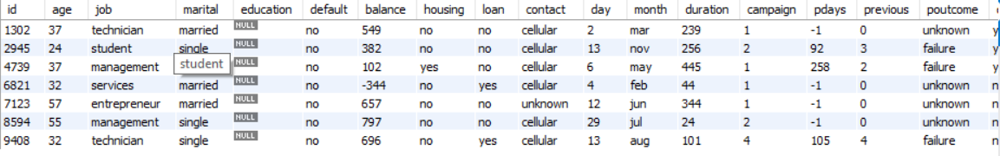 id age job marital education default balance housing loan contact day month duration campaign pdays previous poutcome
1302 37 technician married NULL no 549 no no cellular 2 mar 239 1 -1 0 unknown y
2945 24 student single NULL no 382 no no cellular 13 nov 256 2 92 3 failure y
student
4739 37 management NULL no 102 yes no cellular 6 may 445 1 258 2 failure y
6821 32 services married NULL no -344 no yes cellular 4 feb 44 1 -1 0 unknown n
7123 57 entrepreneur married NULL no 657 no no unknown 12 jun 344 1 -1 0 unknown n
8594 55 management single NULL no 797 no no cellular 29 jul 24 2 -1 0 unknown n
9408 32 technician single NULL no 696 no yes cellular 13 aug 101 4 105 4 failure n